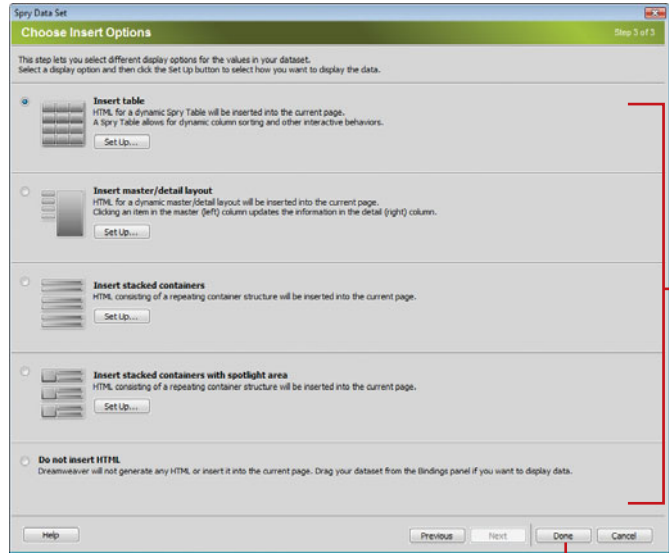 Spry Data Set
Choose Insert Options
Step 3 of 3
This step lets you select different display options for the values in your dataset.
Select a display option and then click the Set Up button to select how you want to display the data.
Insert table
HTML for a dynamic Spry Table will be inserted into the current page.
A Spry Table allows for dynamic column sorting and other interactive behaviors.
Set Up...
Insert master/detail layout
HTML for a dynamic master/detail layout will be inserted into the current page.
Clicking an item in the master (left) column updates the information in the detail (right) column.
Set Up...
Insert stacked containers
HTML consisting of a repeating container structure will be inserted into the current page.
Set Up...
Insert stacked containers with spotlight area
HTML consisting of a repeating container structure will be inserted into the current page.
Set Up...
Do not insert HTML
Dreamweaver will not generate any HTML or insert it into the current page. Drag your dataset from the Bindings panel if you want to display data.
Help
Previous
Next
Done
Cancel